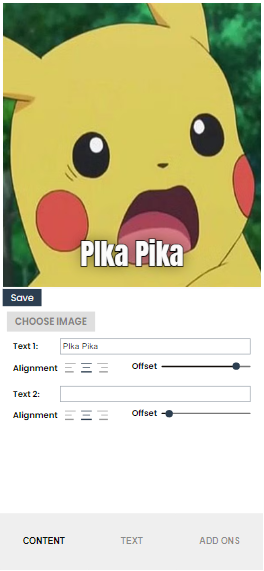 PIka Pika
Save
CHOOSE IMAGE
Text 1: PIka Pika
Alignment Offset
Text 2:
Alignment Offset
CONTENT TEXT ADD ONS